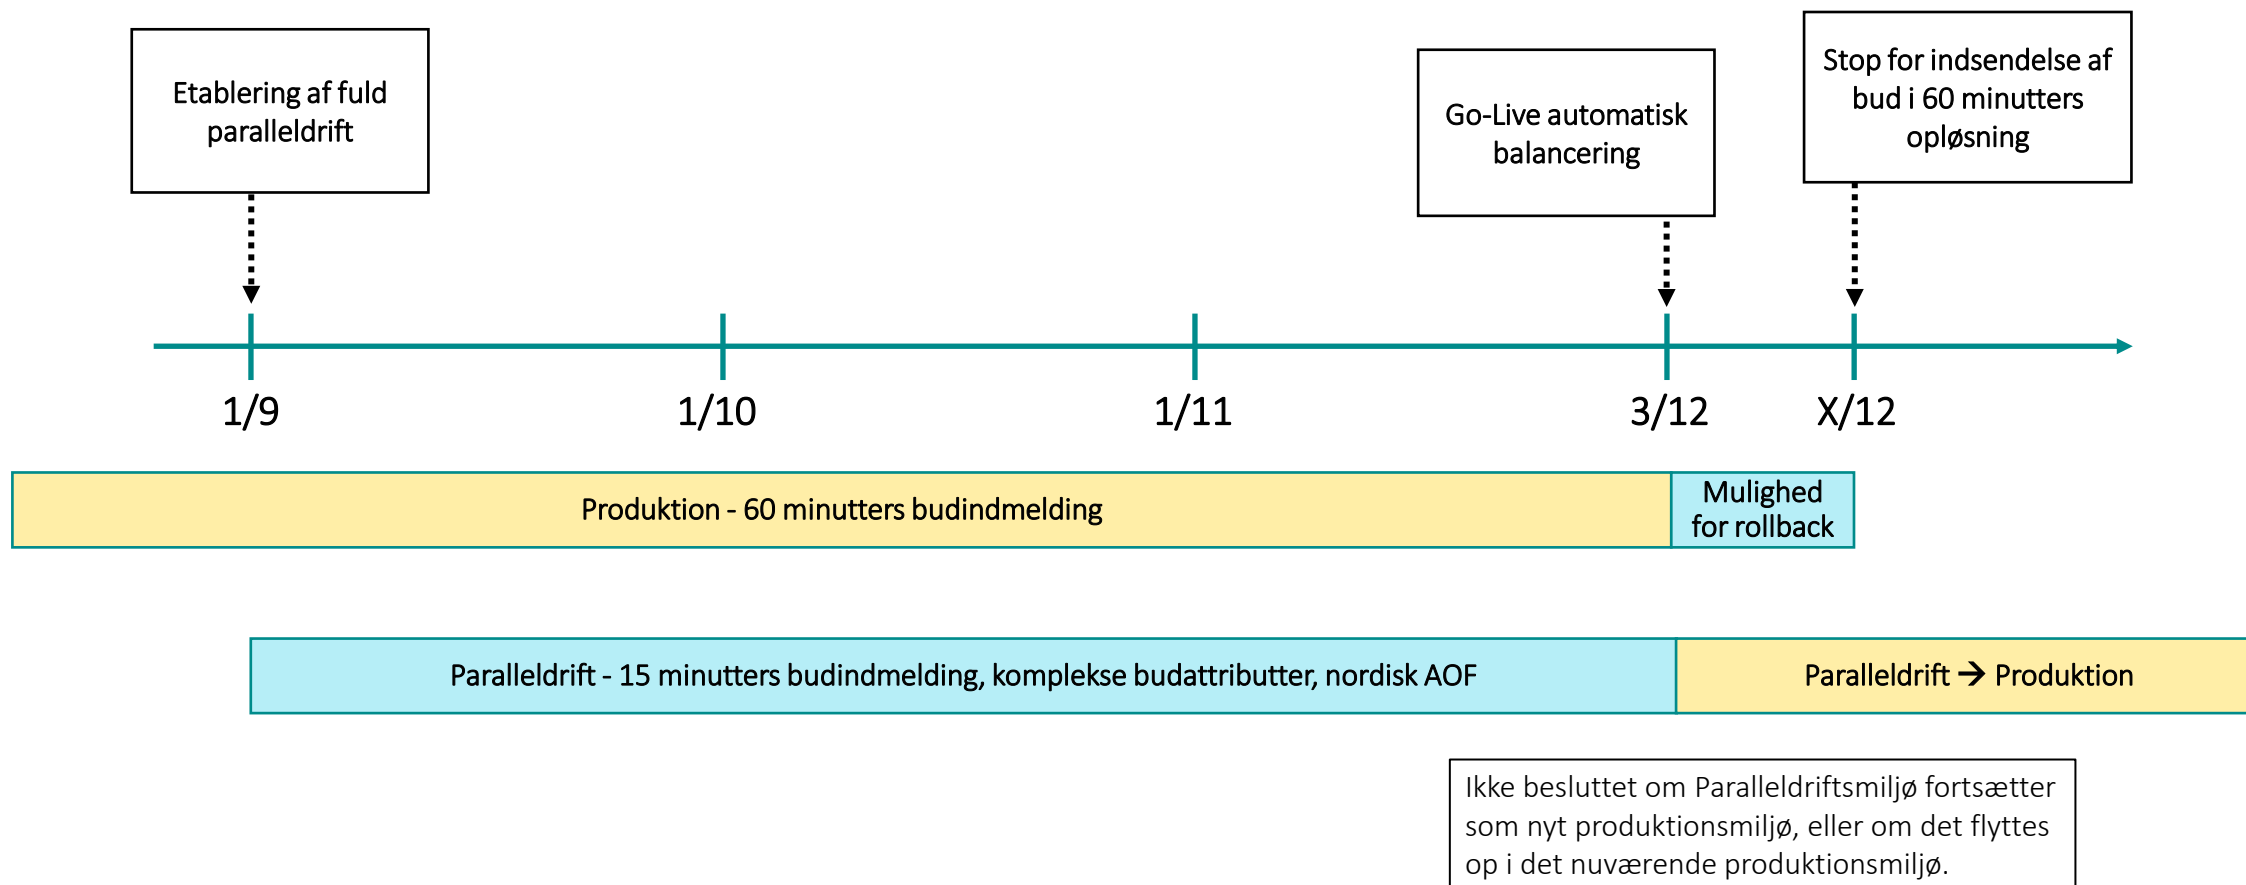 Etablering af fuld
paralleldrift
Go-Live automatisk
balancering
Stop for indsendelse af
bud i 60 minutters
opløsning
1/9
1/10
1/11
3/12
X/12
Produktion - 60 minutters budindmelding
Mulighed
for rollback
Paralleldrift - 15 minutters budindmelding, komplekse budattributter, nordisk AOF
Paralleldrift → Produktion
Ikke besluttet om Paralleldriftsmiljø fortsætter
som nyt produktionsmiljø, eller om det flyttes
op i det nuværende produktionsmiljø.